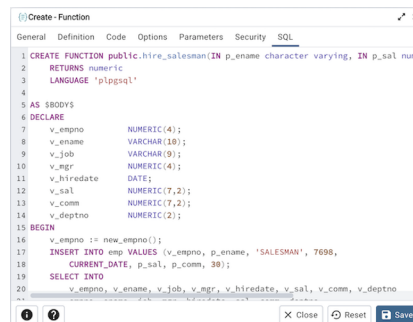 {≡} Create - Function
General Definition Code Options Parameters Security SQL
1 CREATE FUNCTION public.hire_salesman(IN p_ename character varying, IN p_sal num
2 RETURNS numeric
3 LANGUAGE 'plpgsql'
4
5 AS $BODY$
6 DECLARE
7 v_empno NUMERIC(4);
8 v_ename VARCHAR(10);
9 v_job VARCHAR(9);
10 v_mgr NUMERIC(4);
11 v_hiredate DATE;
12 v_sal NUMERIC(7,2);
13 v_comm NUMERIC(7,2);
14 v_deptno NUMERIC(2);
15 BEGIN
16 v_empno := new_empno();
17 INSERT INTO emp VALUES (v_empno, p_ename, 'SALESMAN', 7698,
18 CURRENT_DATE, p_sal, p_comm, 30);
19 SELECT INTO
20 v_empno, v_ename, v_job, v_mgr, v_hiredate, v_sal, v_comm, v_deptno
Close Reset Save